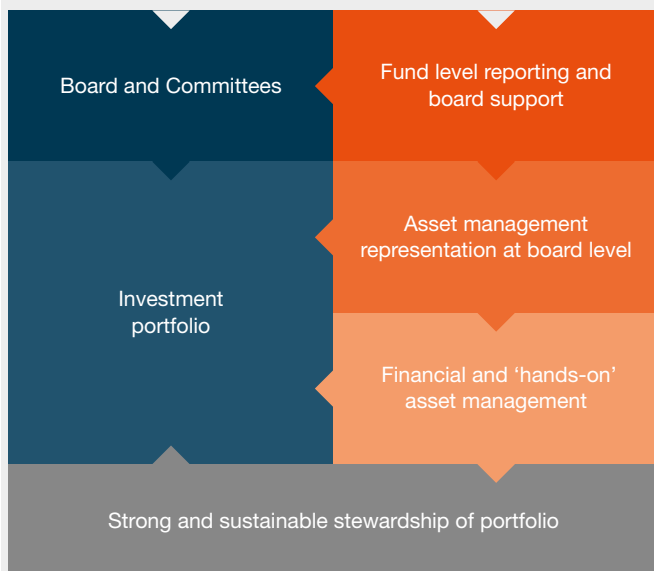 Board and Committees
Fund level reporting and
board support
Asset management
representation at board level
Investment
portfolio
Financial and ‘hands-on’
asset management
Strong and sustainable stewardship of portfolio